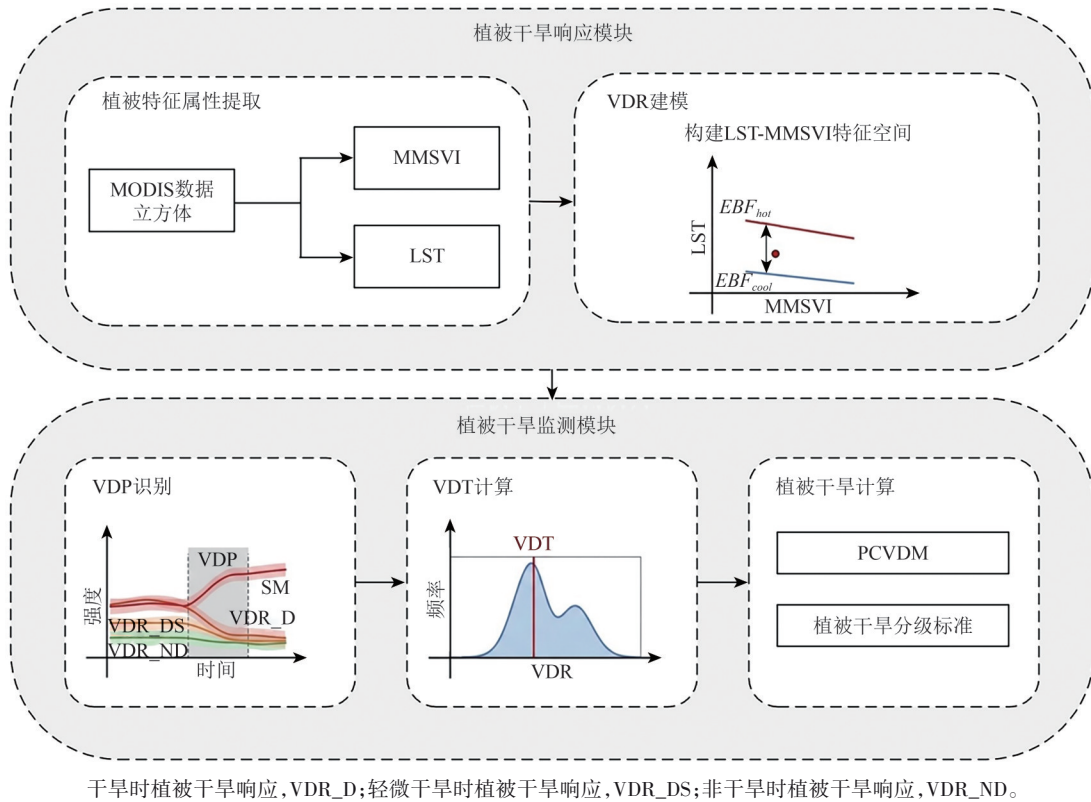 植被干旱响应模块
植被特征属性提取
MODIS数据
立方体
MMSVI
LST
VDR建模
构建LST-MMSVI特征空间
LST
EBFhot
EBFcool
MMSVI
植被干旱监测模块
VDP识别
强度
VDP
SM
VDR_D
VDR_DS
VDR_ND
时间
VDT计算
频率
VDT
VDR
植被干旱计算
PCVDM
植被干旱分级标准
干旱时植被干旱响应,VDR_D;轻微干旱时植被干旱响应,VDR_DS;非干旱时植被干旱响应,VDR_ND。